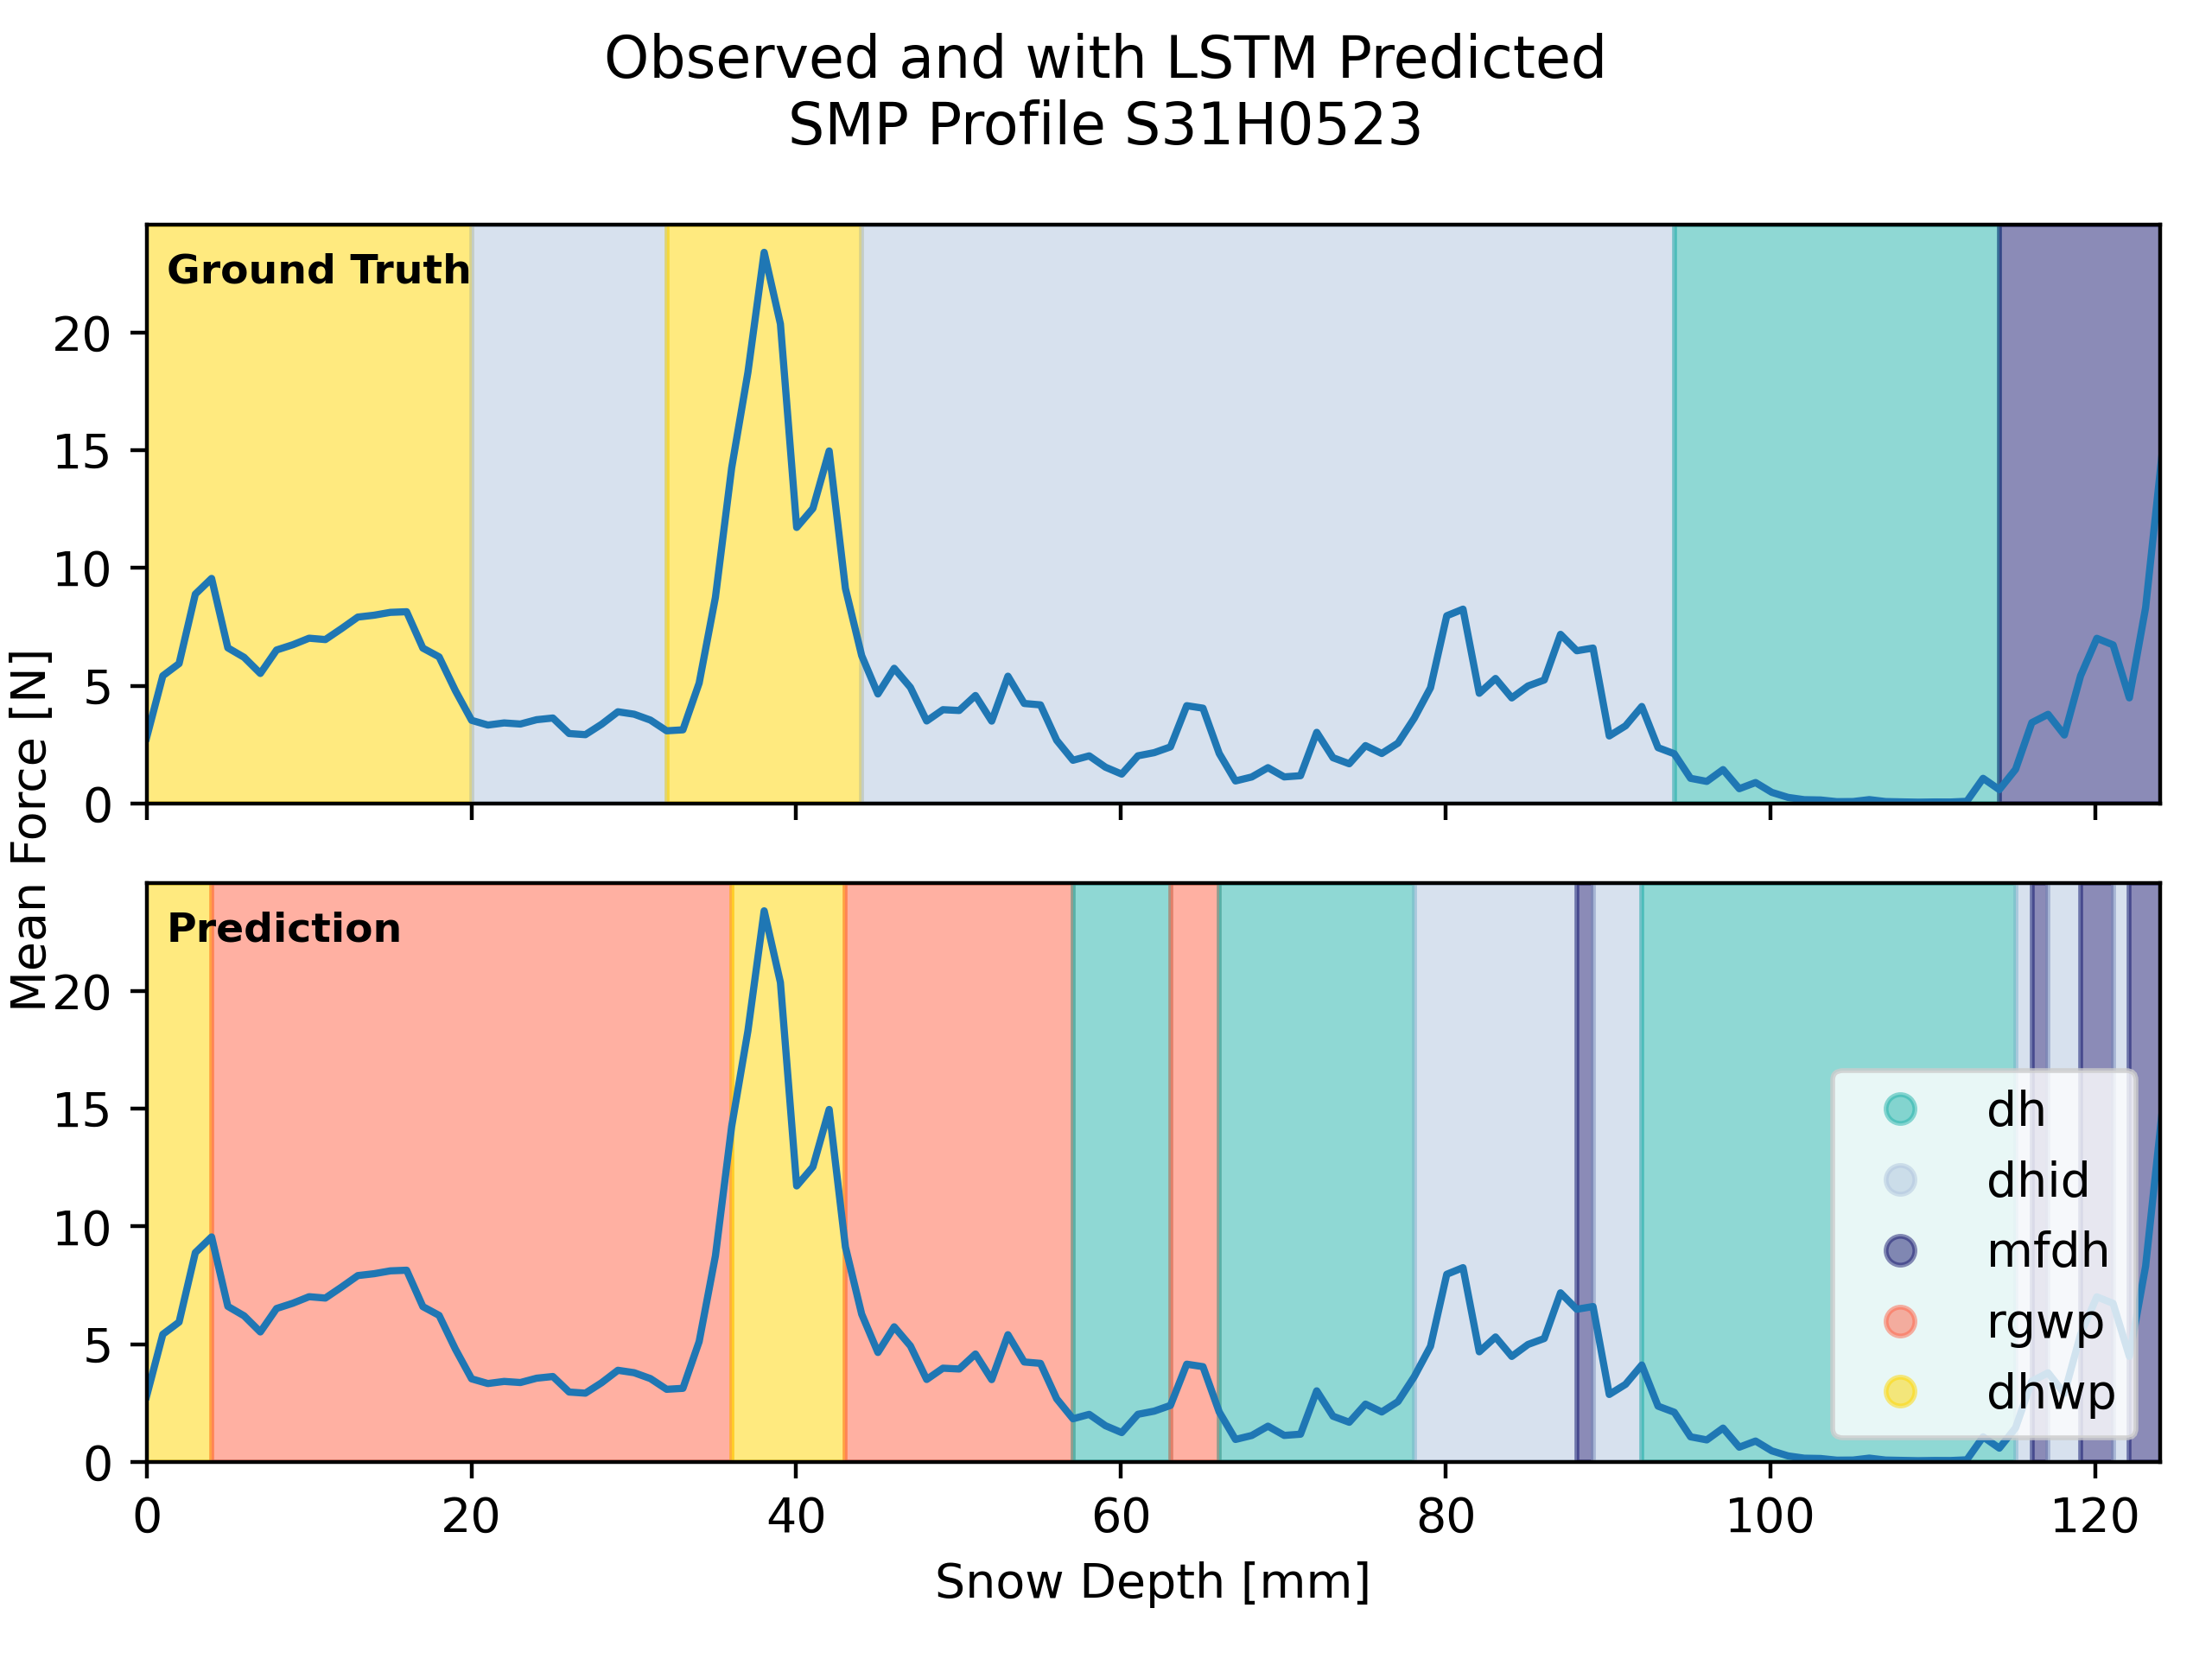 Observed and with LSTM Predicted
SMP Profile S31H0523
Ground Truth
20
15
10
5
0
Mean Force [N]
Prediction
20
15
10
5
0
dh
dhid
mfdh
rgwp
dhwp
0 20 40 60 80 100 120
Snow Depth [mm]